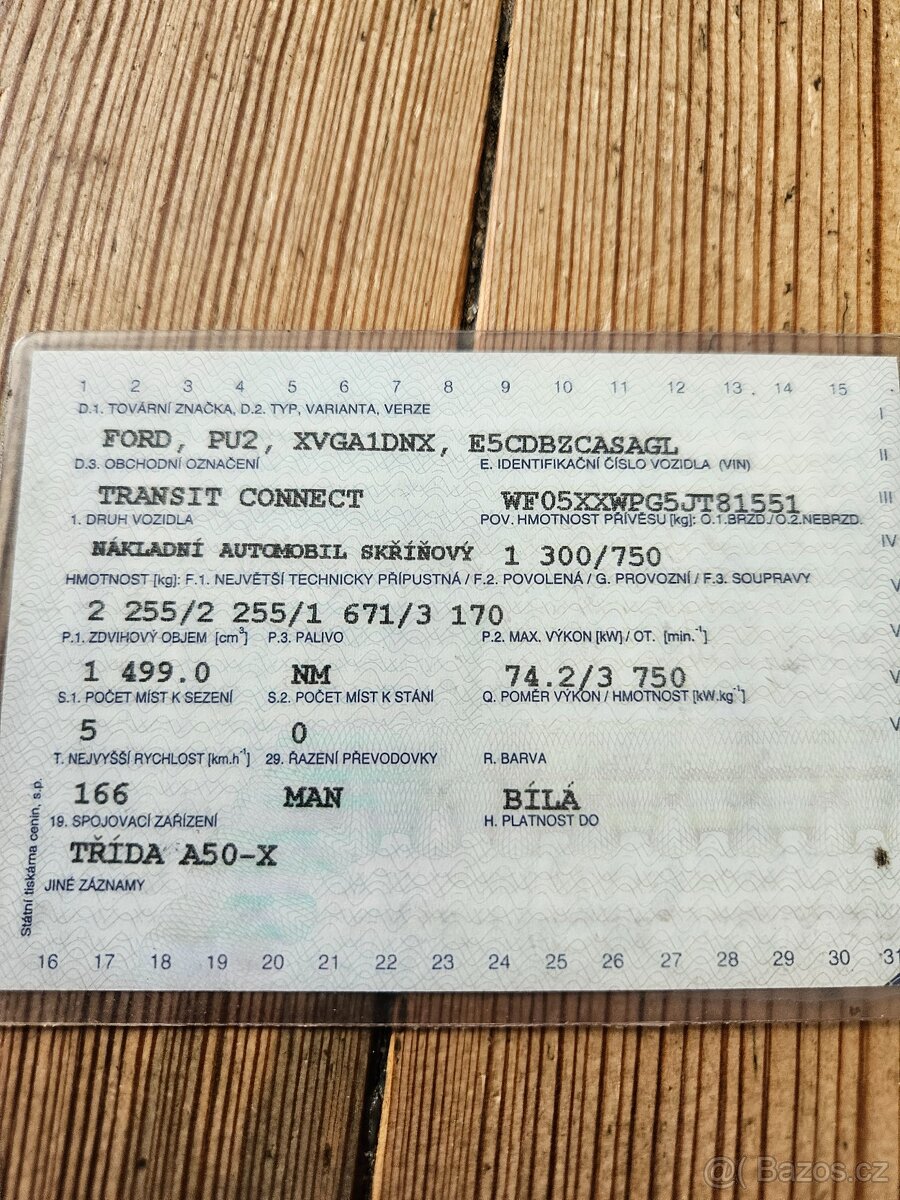 1 2 3 4 5 6 7 8 9 10 11 12 13 14 15
D.1. TOVÁRNÍ ZNAČKA, D.2. TYP, VARIANTA, VERZE
I
FORD, PU2, XVGA1DNX, E5CDBZCASAGL
D.3. OBCHODNÍ OZNAČENÍ E. IDENTIFIKAČNÍ ČÍSLO VOZIDLA (VIN)
II
TRANSIT CONNECT WF05XXWPG5JT81551
III
1. DRUH VOZIDLA POV. HMOTNOST PŘÍVĚSU [kg]: O.1.BRZD./O.2.NEBRZD.
IV
NÁKLADNÍ AUTOMOBIL SKŘÍŇOVÝ 1 300/750
HMOTNOST [kg]: F.1. NEJVĚTŠÍ TECHNICKY PŘÍPUSTNÁ / F.2. POVOLENÁ / G. PROVOZNÍ / F.3. SOUPRAVY
2 255/2 255/1 671/3 170
P.1. ZDVIHOVÝ OBJEM [cm³] P.3. PALIVO P.2. MAX. VÝKON [kW] / OT. [min.⁻¹]
1 499.0 NM 74.2/3 750
S.1. POČET MÍST K SEZENÍ S.2. POČET MÍST K STÁNÍ Q. POMĚR VÝKON / HMOTNOST [kW.kg⁻¹]
5 0
T. NEJVYŠŠÍ RYCHLOST [km.h⁻¹] 29. ŘAZENÍ PŘEVODOVKY R. BARVA
166 MAN BÍLÁ
19. SPOJOVACÍ ZAŘÍZENÍ H. PLATNOST DO
TŘÍDA A50-X
JINÉ ZÁZNAMY
Státní tiskárna cenin, s.p.
16 17 18 19 20 21 22 23 24 25 26 27 28 29 30 31
@( Bazos.cz